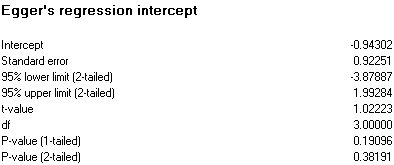 Egger's regression intercept
Intercept -0.94302
Standard error 0.92251
95% lower limit (2-tailed) -3.87887
95% upper limit (2-tailed) 1.99284
t-value 1.02223
df 3.00000
P-value (1-tailed) 0.19096
P-value (2-tailed) 0.38191